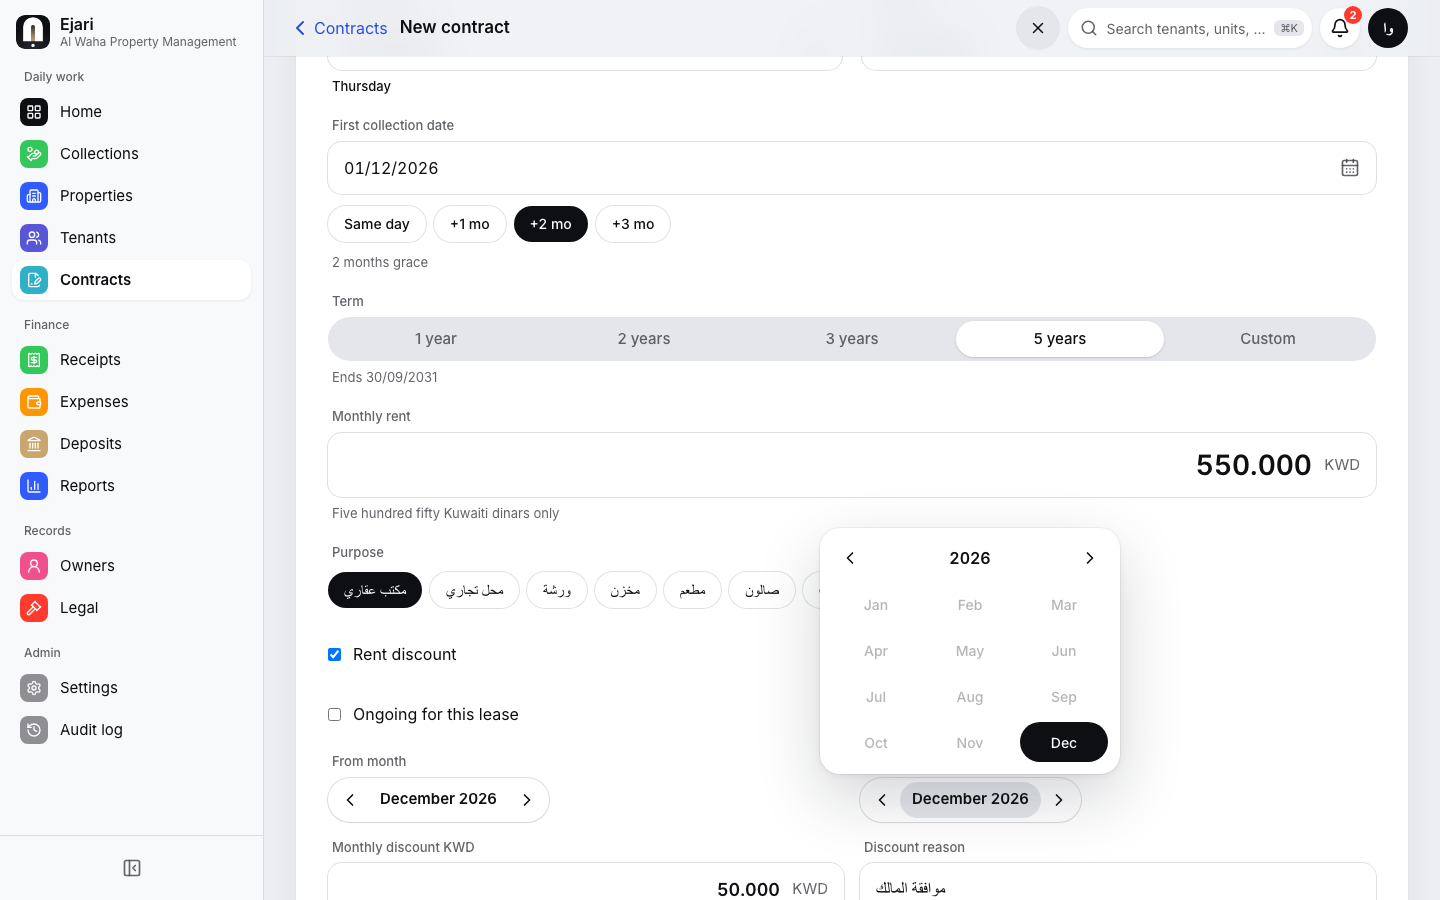 Ejari
Al Waha Property Management
Daily work
Home
Collections
Properties
Tenants
Contracts
Finance
Receipts
Expenses
Deposits
Reports
Records
Owners
Legal
Admin
Settings
Audit log
Contracts New contract
Search tenants, units, ... ⌘K
2
وا
Thursday
First collection date
01/12/2026
Same day +1 mo +2 mo +3 mo
2 months grace
Term
1 year 2 years 3 years 5 years Custom
Ends 30/09/2031
Monthly rent
550.000 KWD
Five hundred fifty Kuwaiti dinars only
Purpose
مكتب عقاري محل تجاري ورشة مخزن مطعم صالون
Rent discount
Ongoing for this lease
2026
Jan Feb Mar
Apr May Jun
Jul Aug Sep
Oct Nov Dec
From month
December 2026 December 2026
Monthly discount KWD Discount reason
50.000 KWD موافقة المالك